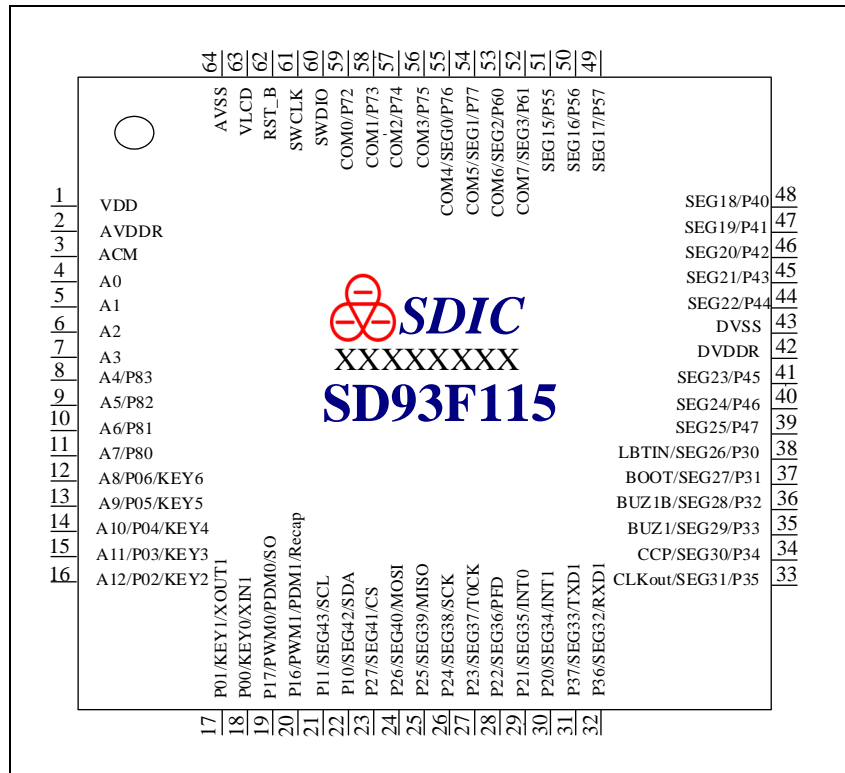 64 63 62 61 60 59 58 57 56 55 54 53 52 51 50 49
AVSS
VLCD
RST_B
SWCLK
SWDIO
COM0/P72
COM1/P73
COM2/P74
COM3/P75
COM4/SEG0/P76
COM5/SEG1/P77
COM6/SEG2/P60
COM7/SEG3/P61
SEG15/P55
SEG16/P56
SEG17/P57
1 VDD
2 AVDDR
3 ACM
4 A0
5 A1
6 A2
7 A3
8 A4/P83
9 A5/P82
10 A6/P81
11 A7/P80
12 A8/P06/KEY6
13 A9/P05/KEY5
14 A10/P04/KEY4
15 A11/P03/KEY3
16 A12/P02/KEY2
SDIC
XXXXXXXX
SD93F115
SEG18/P40 48
SEG19/P41 47
SEG20/P42 46
SEG21/P43 45
SEG22/P44 44
DVSS 43
DVDDR 42
SEG23/P45 41
SEG24/P46 40
SEG25/P47 39
LBTIN/SEG26/P30 38
BOOT/SEG27/P31 37
BUZ1B/SEG28/P32 36
BUZ1/SEG29/P33 35
CCP/SEG30/P34 34
CLKout/SEG31/P35 33
P01/KEY1/XOUT1
P00/KEY0/XIN1
P17/PWM0/PDM0/SO
P16/PWM1/PDM1/Recap
P11/SEG43/SCL
P10/SEG42/SDA
P27/SEG41/CS
P26/SEG40/MOSI
P25/SEG39/MISO
P24/SEG38/SCK
P23/SEG37/T0CK
P22/SEG36/PFD
P21/SEG35/INT0
P20/SEG34/INT1
P37/SEG33/TXD1
P36/SEG32/RXD1
17 18 19 20 21 22 23 24 25 26 27 28 29 30 31 32